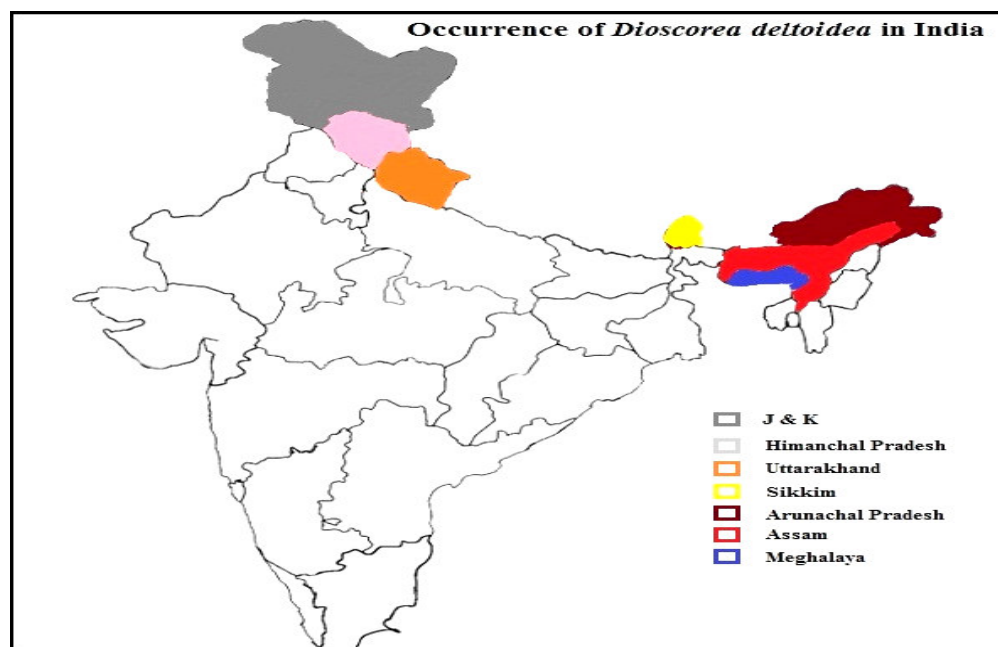 Occurrence of Dioscorea deltoidea in India
J & K
Himanchal Pradesh
Uttarakhand
Sikkim
Arunachal Pradesh
Assam
Meghalaya